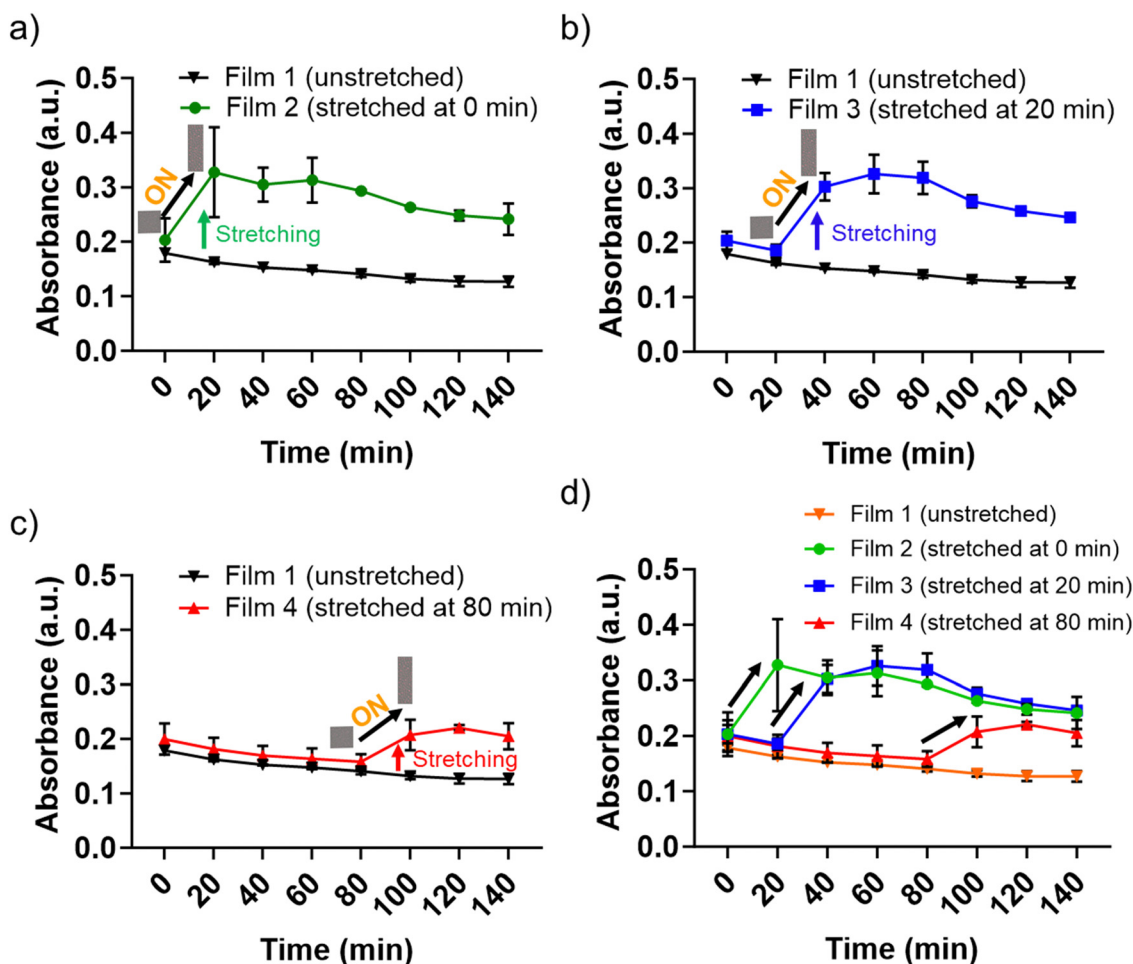 a)
Film 1 (unstretched)
Film 2 (stretched at 0 min)
Absorbance (a.u.)
0.5
0.4
0.3
0.2
0.1
0.0
ON
Stretching
0 20 40 60 80 100 120 140
Time (min)
b)
Film 1 (unstretched)
Film 3 (stretched at 20 min)
Absorbance (a.u.)
0.5
0.4
0.3
0.2
0.1
0.0
ON
Stretching
0 20 40 60 80 100 120 140
Time (min)
c)
Film 1 (unstretched)
Film 4 (stretched at 80 min)
Absorbance (a.u.)
0.5
0.4
0.3
0.2
0.1
0.0
ON
Stretching
0 20 40 60 80 100 120 140
Time (min)
d)
Film 1 (unstretched)
Film 2 (stretched at 0 min)
Film 3 (stretched at 20 min)
Film 4 (stretched at 80 min)
Absorbance (a.u.)
0.5
0.4
0.3
0.2
0.1
0.0
0 20 40 60 80 100 120 140
Time (min)